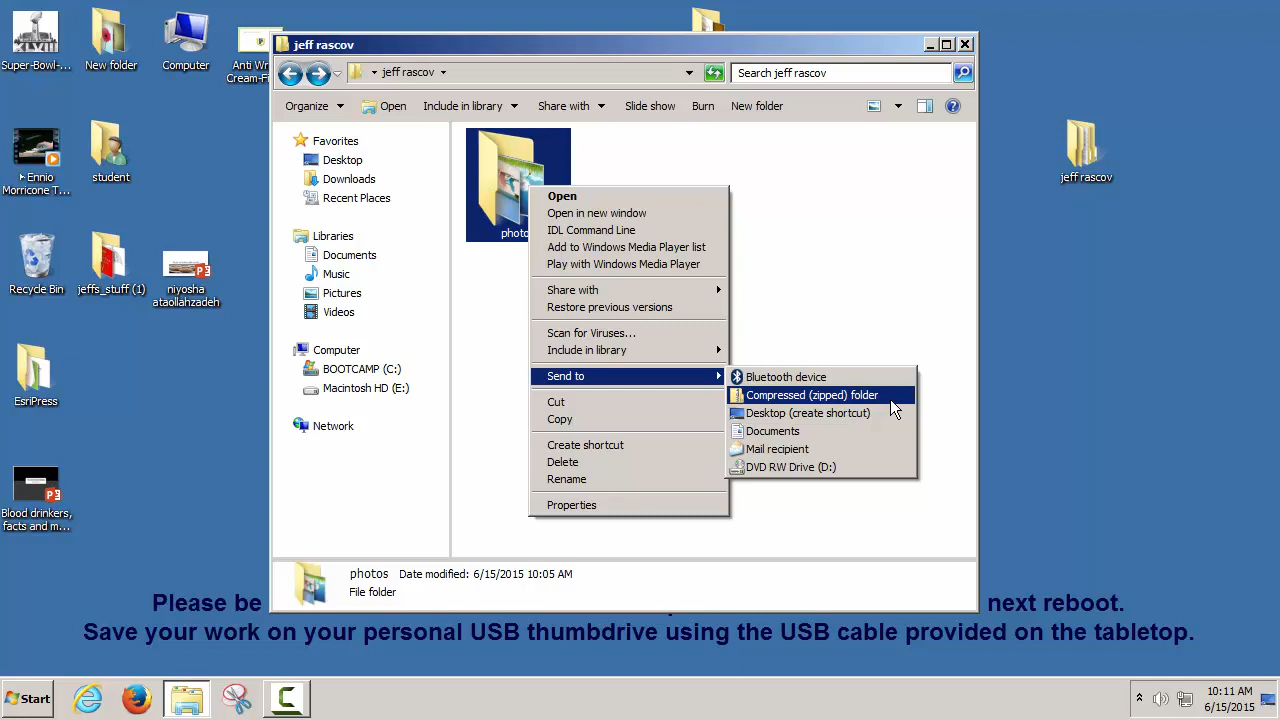 Super-Bowl-...
New folder
Computer
Anti Wr
Cream-Fi
Ennio
Morricone T...
student
Recycle Bin
jeffs_stuff (1)
niyosha
ataollahzadeh
EsriPress
Blood drinkers,
facts and m...
jeff rascov
jeff rascov
jeff rascov
Search jeff rascov
Organize
Open
Include in library
Share with
Slide show
Burn
New folder
Favorites
Desktop
Downloads
Recent Places
Libraries
Documents
Music
Pictures
Videos
Computer
BOOTCAMP (C:)
Macintosh HD (E:)
Network
photo
Open
Open in new window
IDL Command Line
Add to Windows Media Player list
Play with Windows Media Player
Share with
Restore previous versions
Scan for Viruses...
Include in library
Send to
Cut
Copy
Create shortcut
Delete
Rename
Properties
Bluetooth device
Compressed (zipped) folder
Desktop (create shortcut)
Documents
Mail recipient
DVD RW Drive (D:)
photos Date modified: 6/15/2015 10:05 AM
File folder
Please be next reboot.
Save your work on your personal USB thumbdrive using the USB cable provided on the tabletop.
Start
10:11 AM
6/15/2015